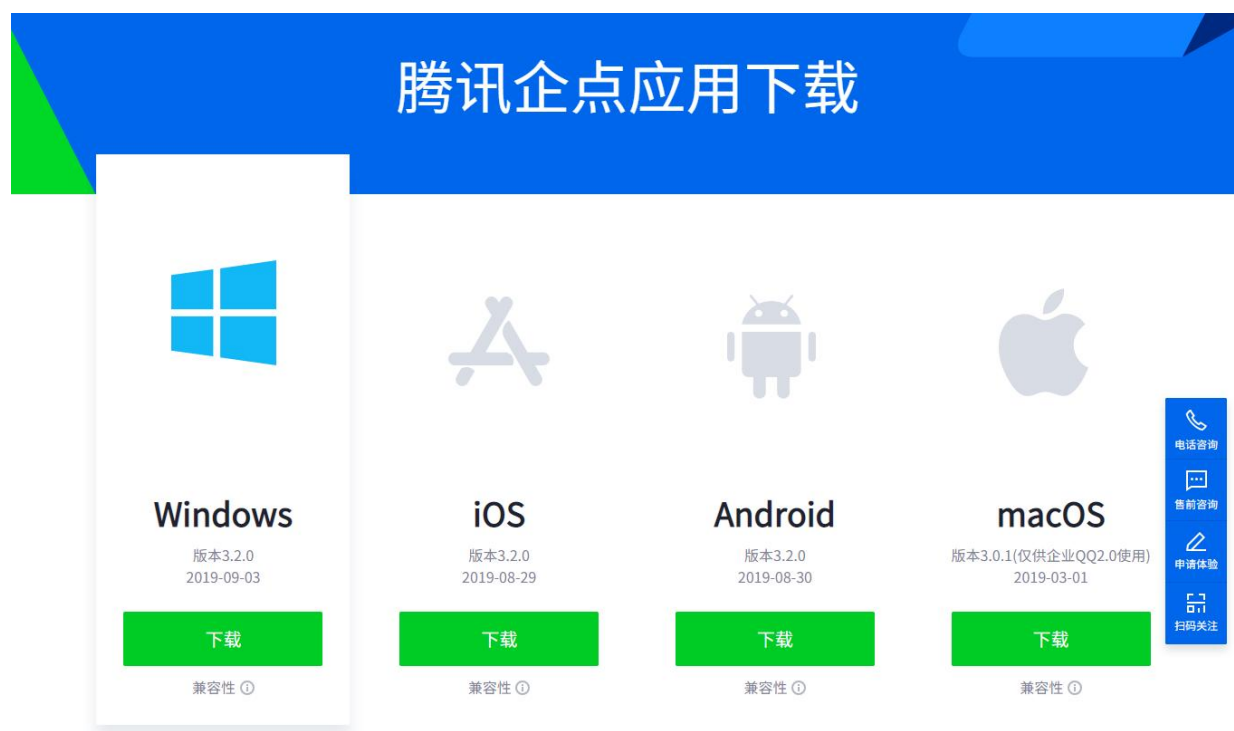 腾讯企点应用下载
Windows
版本3.2.0
2019-09-03
下载
兼容性
iOS
版本3.2.0
2019-08-29
下载
兼容性
Android
版本3.2.0
2019-08-30
下载
兼容性
macOS
版本3.0.1(仅供企业QQ2.0使用)
2019-03-01
下载
兼容性
电话咨询
售前咨询
申请体验
扫码关注